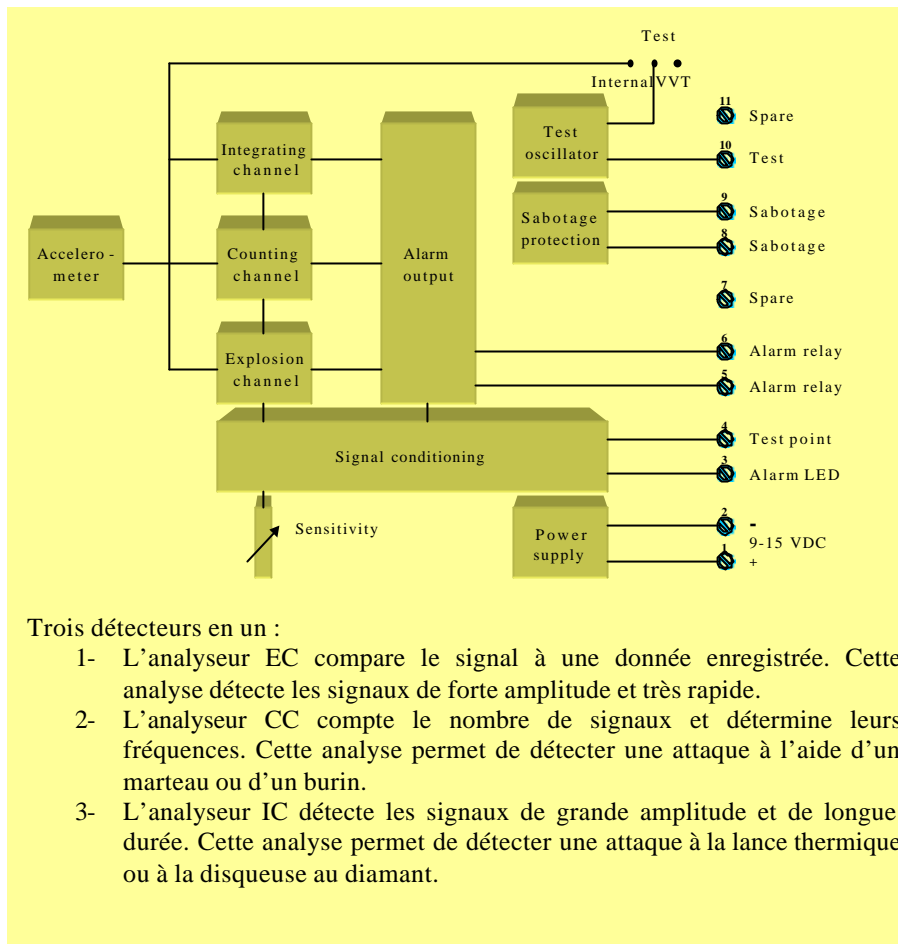 Test
InternalVVT
11
Spare
Test
oscillator
10
Test
Integrating
channel
9
Sabotage
Sabotage
protection
8
Sabotage
Accelero -
meter
Counting
channel
Alarm
output
7
Spare
6
Alarm relay
Explosion
channel
5
Alarm relay
4
Test point
Signal conditioning
3
Alarm LED
Sensitivity
Power
supply
2
-
9-15 VDC
1
+
Trois détecteurs en un :
1- L’analyseur EC compare le signal à une donnée enregistrée. Cette
analyse détecte les signaux de forte amplitude et très rapide.
2- L’analyseur CC compte le nombre de signaux et détermine leurs
fréquences. Cette analyse permet de détecter une attaque à l’aide d’un
marteau ou d’un burin.
3- L’analyseur IC détecte les signaux de grande amplitude et de longue
durée. Cette analyse permet de détecter une attaque à la lance thermique
ou à la disqueuse au diamant.